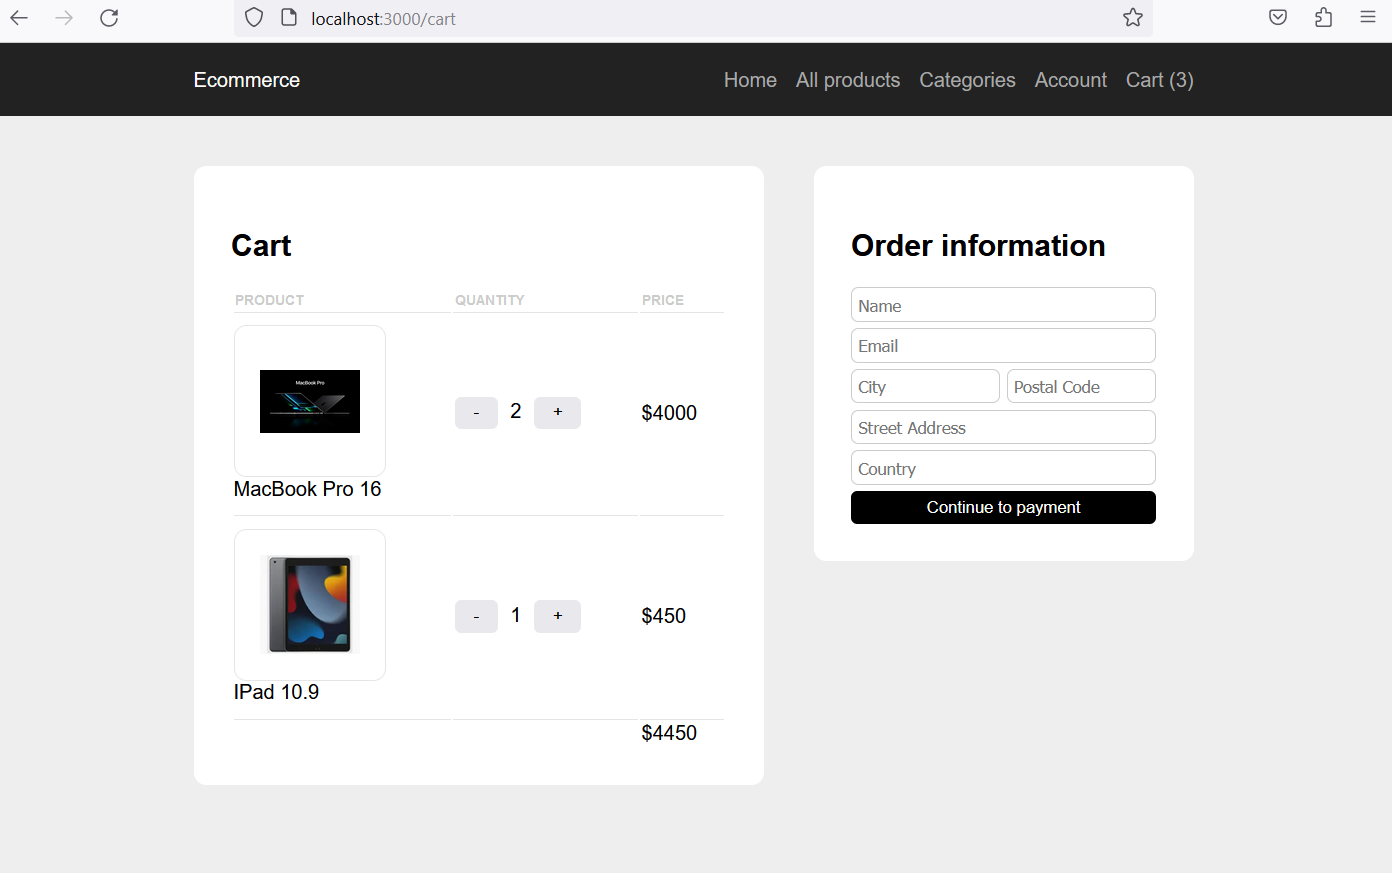 localhost:3000/cart
Ecommerce Home All products Categories Account Cart (3)
Cart
PRODUCT QUANTITY PRICE
MacBook Pro
- 2 + $4000
MacBook Pro 16
- 1 + $450
IPad 10.9
$4450
Order information
Name
Email
City Postal Code
Street Address
Country
Continue to payment